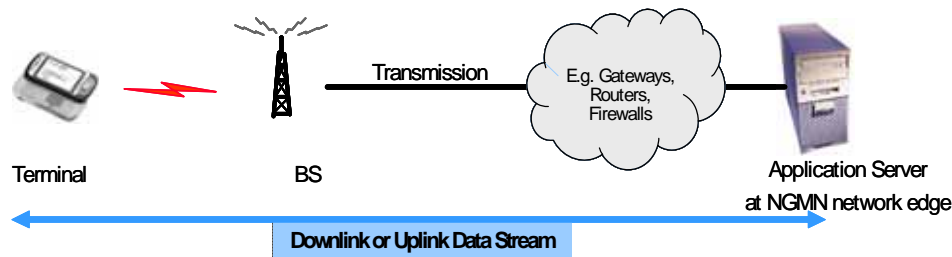 Transmission
E.g. Gateways,
Routers,
Firewalls
Terminal
BS
Application Server
at NGMN network edge
Downlink or Uplink Data Stream